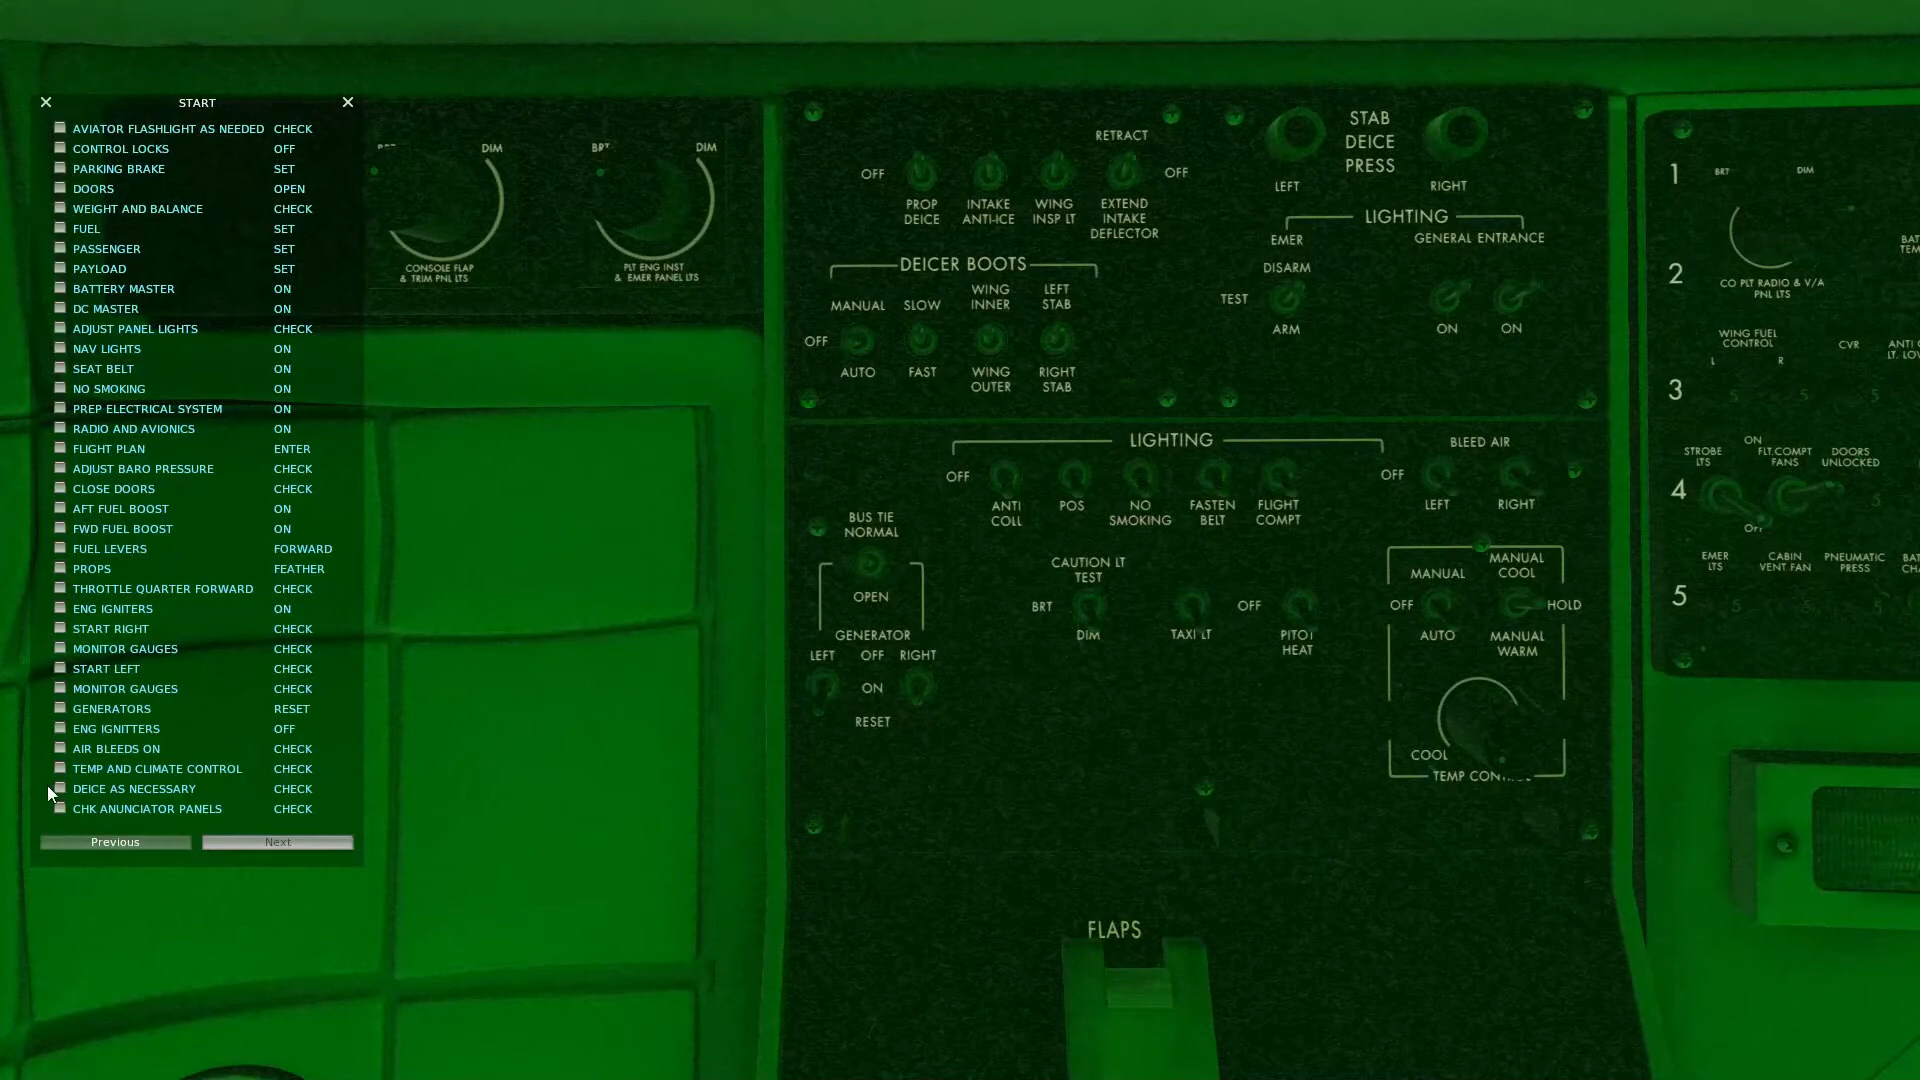 START
AVIATOR FLASHLIGHT AS NEEDED CHECK
CONTROL LOCKS OFF
PARKING BRAKE SET
DOORS OPEN
WEIGHT AND BALANCE CHECK
FUEL SET
PASSENGER SET
PAYLOAD SET
BATTERY MASTER ON
DC MASTER ON
ADJUST PANEL LIGHTS CHECK
NAV LIGHTS ON
SEAT BELT ON
NO SMOKING ON
PREP ELECTRICAL SYSTEM ON
RADIO AND AVIONICS ON
FLIGHT PLAN ENTER
ADJUST BARO PRESSURE CHECK
CLOSE DOORS CHECK
AFT FUEL BOOST ON
FWD FUEL BOOST ON
FUEL LEVERS FORWARD
PROPS FEATHER
THROTTLE QUARTER FORWARD CHECK
ENG IGNITERS ON
START RIGHT CHECK
MONITOR GAUGES CHECK
START LEFT CHECK
MONITOR GAUGES CHECK
GENERATORS RESET
ENG IGNITTERS OFF
AIR BLEEDS ON CHECK
TEMP AND CLIMATE CONTROL CHECK
DEICE AS NECESSARY CHECK
CHK ANUNCIATOR PANELS CHECK
Previous Next
DIM
CONSOLE FLAP
& TRIM PNL LTS
BRT DIM
PLT ENG INST
& EMER PANEL LTS
RETRACT
OFF OFF
PROP
DEICE
INTAKE
ANTI-ICE
WING
INSP LT
EXTEND
INTAKE
DEFLECTOR
STAB
DEICE
PRESS
LEFT RIGHT
LIGHTING
EMER GENERAL ENTRANCE
DISARM
TEST
ARM ON ON
DEICER BOOTS
MANUAL SLOW
WING
INNER
LEFT
STAB
OFF
AUTO FAST
WING
OUTER
RIGHT
STAB
LIGHTING
OFF
ANTI
COLL
POS
NO
SMOKING
FASTEN
BELT
FLIGHT
COMPT
BLEED AIR
OFF
LEFT RIGHT
BUS TIE
NORMAL
OPEN
GENERATOR
LEFT OFF RIGHT
ON
RESET
CAUTION LT
TEST
BRT
DIM
TAXI LT
OFF
PITOT
HEAT
MANUAL
MANUAL
COOL
OFF HOLD
AUTO
MANUAL
WARM
COOL
TEMP
FLAPS
1
BRT DIM
2
CO PLT RADIO & V/A
PNL LTS
WING FUEL
CONTROL
L R
CVR
3
5 5 5
STROBE
LTS
ON
FLT.COMPT
FANS
DOORS
UNLOCKED
4
EMER
LTS
CABIN
VENT FAN
PNEUMATIC
PRESS
5
5 5 5